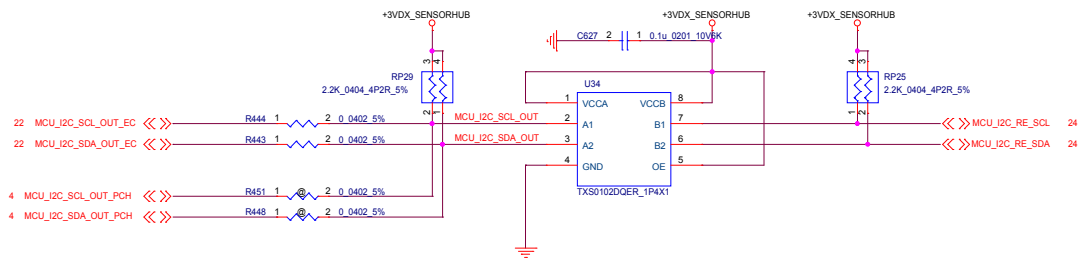 +3VDX_SENSORHUB
+3VDX_SENSORHUB
+3VDX_SENSORHUB
C627 2 1 0.1u_0201_10V6K
3 4
RP29
2.2K_0404_4P2R_5%
2 1
U34
1 VCCA VCCB 8
2 A1 B1 7
3 A2 B2 6
4 GND OE 5
TXS0102DQER_1P4X1
4 3
RP25
2.2K_0404_4P2R_5%
1 2
22 MCU_I2C_SCL_OUT_EC R444 1 2 0_0402_5% MCU_I2C_SCL_OUT
MCU_I2C_RE_SCL 24
22 MCU_I2C_SDA_OUT_EC R443 1 2 0_0402_5% MCU_I2C_SDA_OUT
MCU_I2C_RE_SDA 24
4 MCU_I2C_SCL_OUT_PCH R451 1 @ 2 0_0402_5%
4 MCU_I2C_SDA_OUT_PCH R448 1 @ 2 0_0402_5%